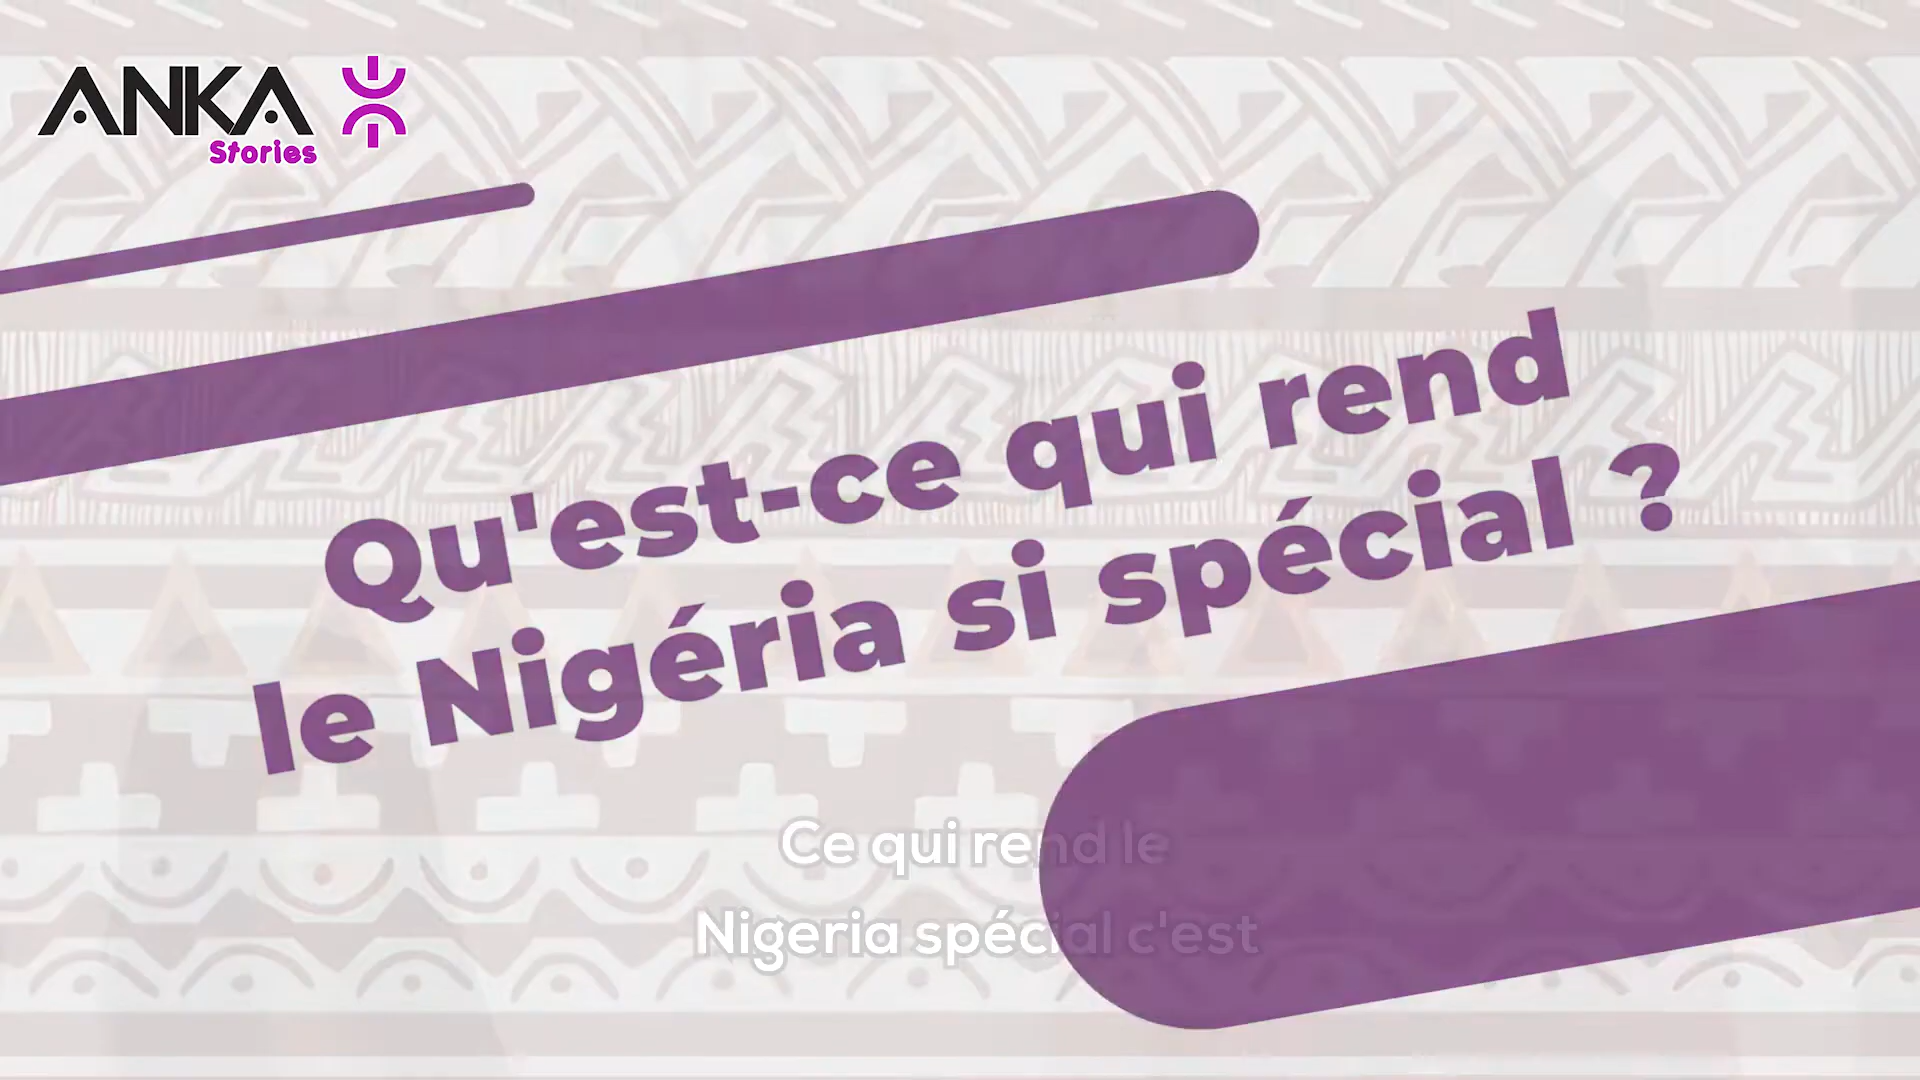 ANKA
Stories
Qu'est-ce qui rend
le Nigéria si spécial ?
Ce qui rend le
Nigeria spécial c'est